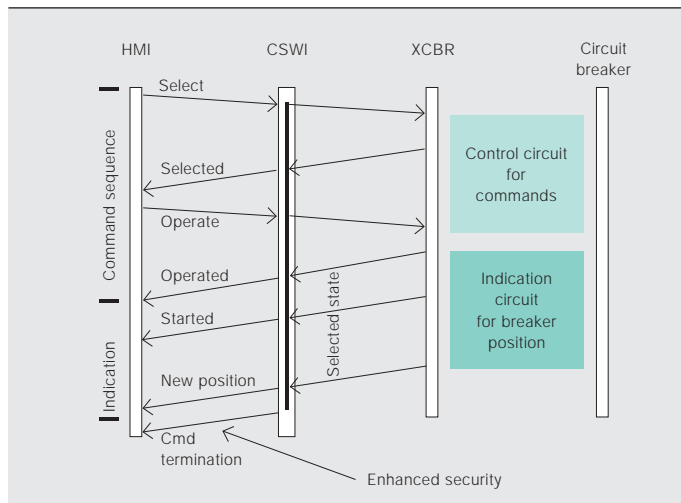 HMI
CSWI
XCBR
Circuit
breaker
Select
Selected
Operate
Operated
Started
New position
Cmd
termination
Command sequence
Indication
Selected state
Control circuit
for
commands
Indication
circuit
for breaker
position
Enhanced security